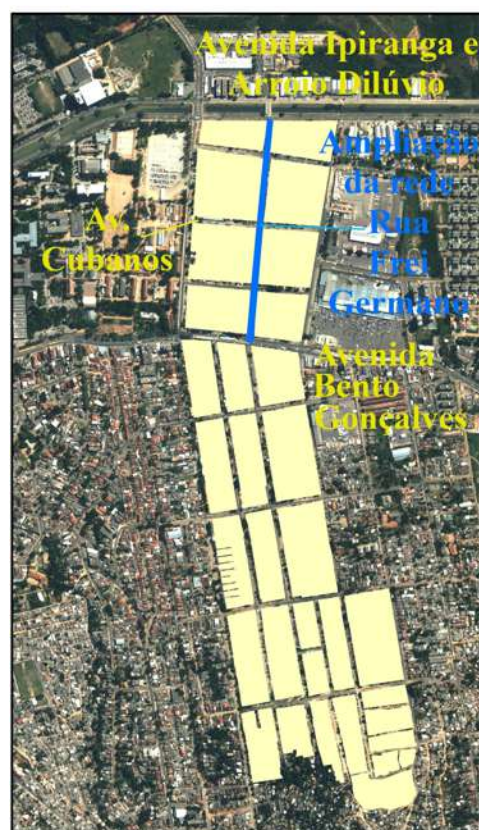 Avenida Ipiranga e
Arroio Dilúvio
Ampliação
da rede
Rua
Frei
Germano
Av.
Cubanos
Avenida
Bento
Gonçalves